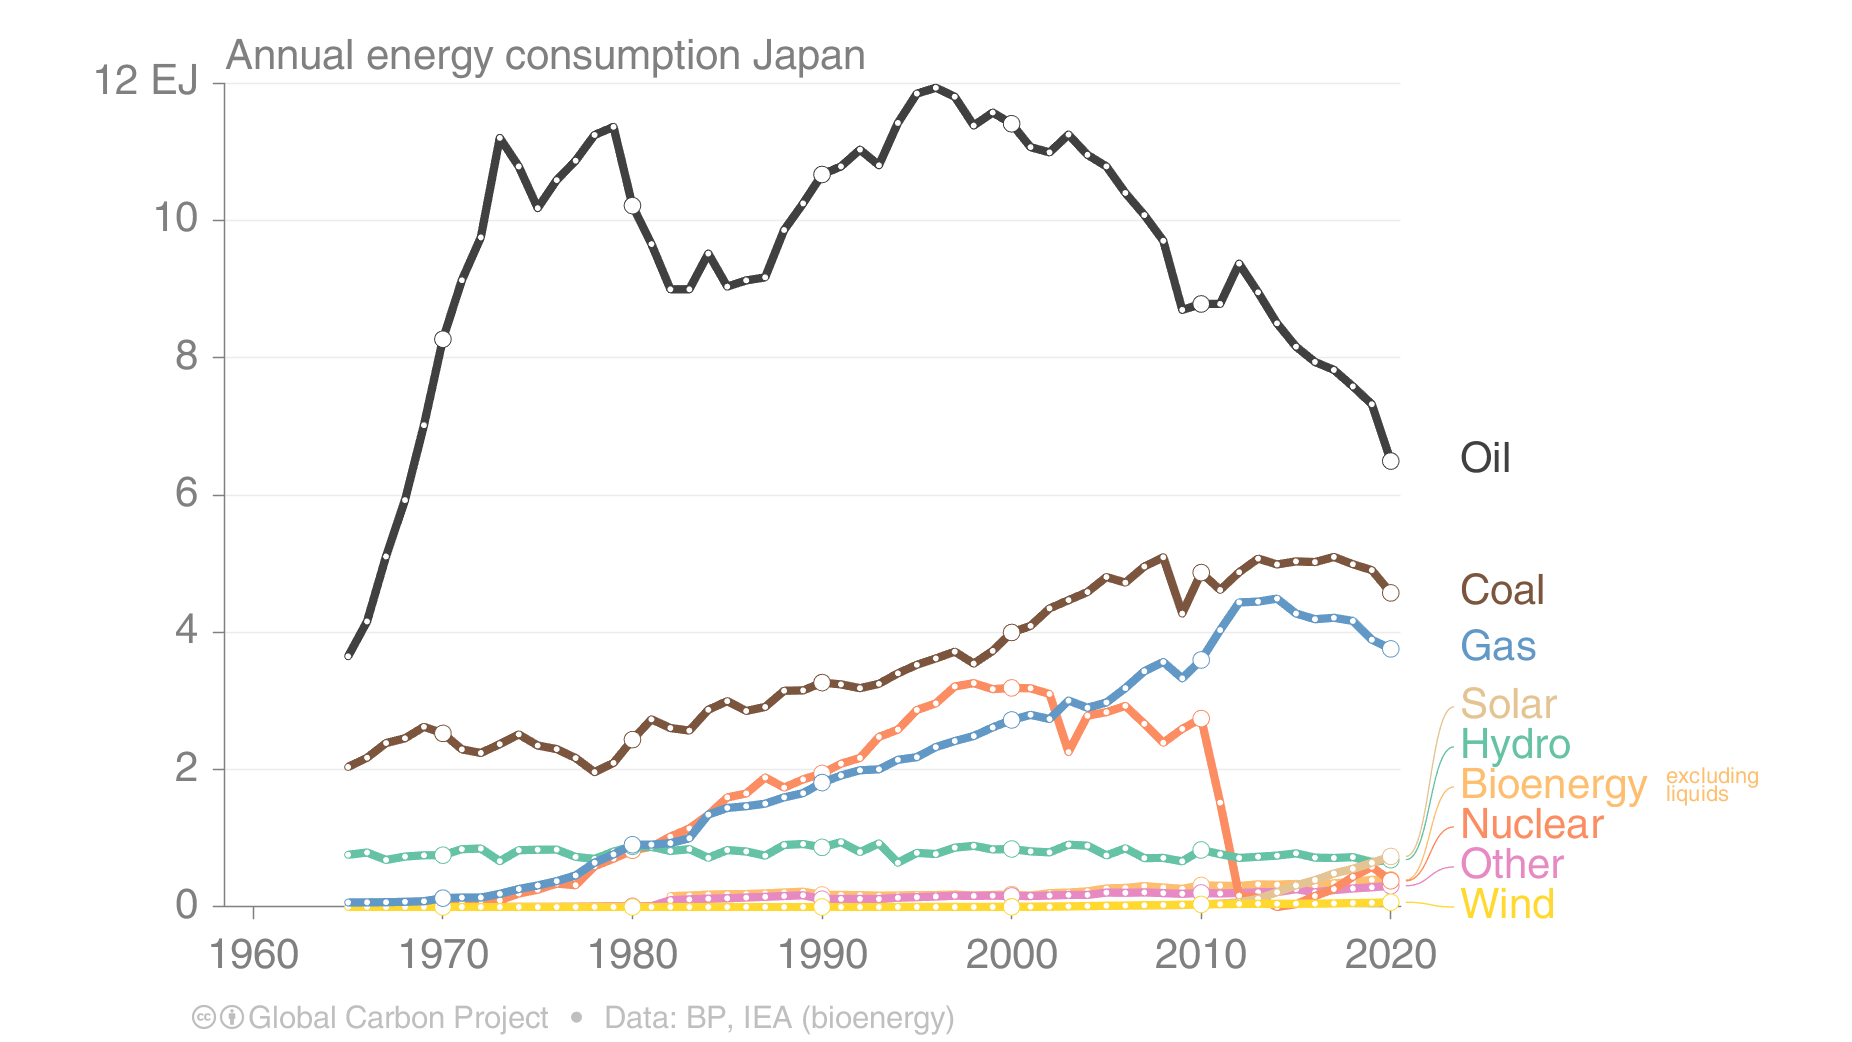 Annual energy consumption Japan
12 EJ
10
8
6
4
2
0
1960 1970 1980 1990 2000 2010 2020
Oil
Coal
Gas
Solar
Hydro
Bioenergy excluding
liquids
Nuclear
Other
Wind
cc Global Carbon Project • Data: BP, IEA (bioenergy)